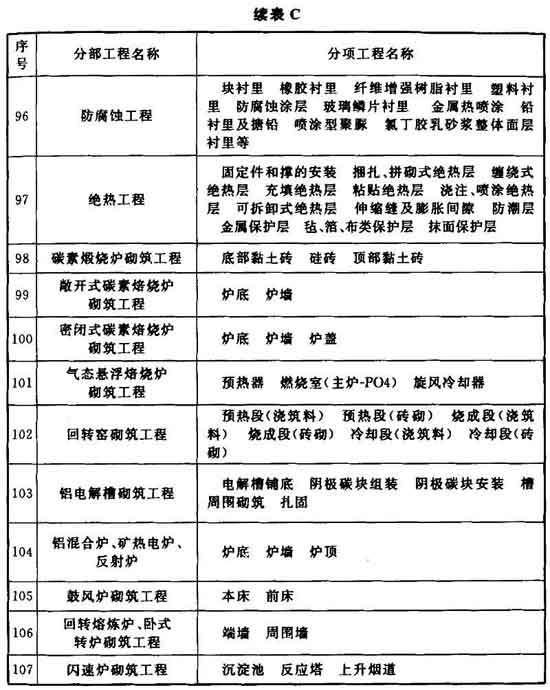 续表 C
序号 分部工程名称 分项工程名称
96 防腐蚀工程 块衬里 橡胶衬里 纤维增强树脂衬里 塑料衬
里 防腐蚀涂层 玻璃鳞片衬里 金属热喷涂 铅
衬里及搪铅 喷涂型聚脲 氯丁胶乳砂浆整体面层
衬里等
97 绝热工程 固定件和撑的安装 捆扎、拼砌式绝热层 缠绕式
绝热层 充填绝热层 粘贴绝热层 浇注、喷涂绝热
层 可拆卸式绝热层 伸缩缝及膨胀间隙 防潮层
金属保护层 毡、箔、布类保护层 抹面保护层
98 碳素煅烧炉砌筑工程 底部黏土砖 硅砖 顶部黏土砖
99 敞开式碳素焙烧炉
砌筑工程 炉底 炉墙
100 密闭式碳素焙烧炉
砌筑工程 炉底 炉墙 炉盖
101 气态悬浮焙烧炉
砌筑工程 预热器 燃烧室(主炉-PO4) 旋风冷却器
102 回转窑砌筑工程 预热段(浇筑料) 预热段(砖砌) 烧成段(浇筑
料) 烧成段(砖砌) 冷却段(浇筑料) 冷却段(砖
砌)
103 铝电解槽砌筑工程 电解槽铺底 阴极碳块组装 阴极碳块安装 槽
周围砌筑 扎固
104 铝混合炉、矿热电炉、
反射炉 炉底 炉墙 炉顶
105 鼓风炉砌筑工程 本床 前床
106 回转熔炼炉、卧式
转炉砌筑工程 端墙 周围墙
107 闪速炉砌筑工程 沉淀池 反应塔 上升烟道